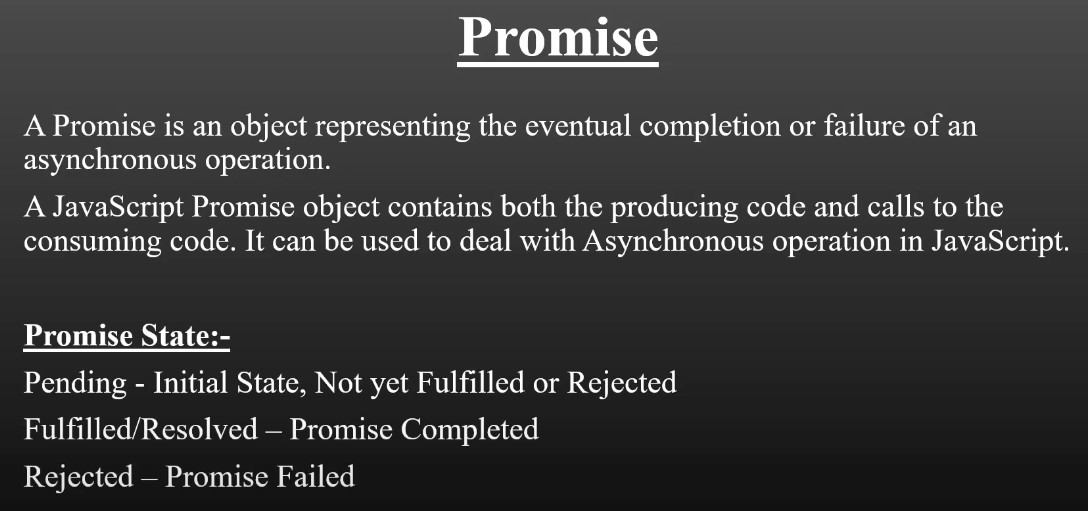 Promise
A Promise is an object representing the eventual completion or failure of an
asynchronous operation.
A JavaScript Promise object contains both the producing code and calls to the
consuming code. It can be used to deal with Asynchronous operation in JavaScript.
Promise State:-
Pending - Initial State, Not yet Fulfilled or Rejected
Fulfilled/Resolved – Promise Completed
Rejected – Promise Failed